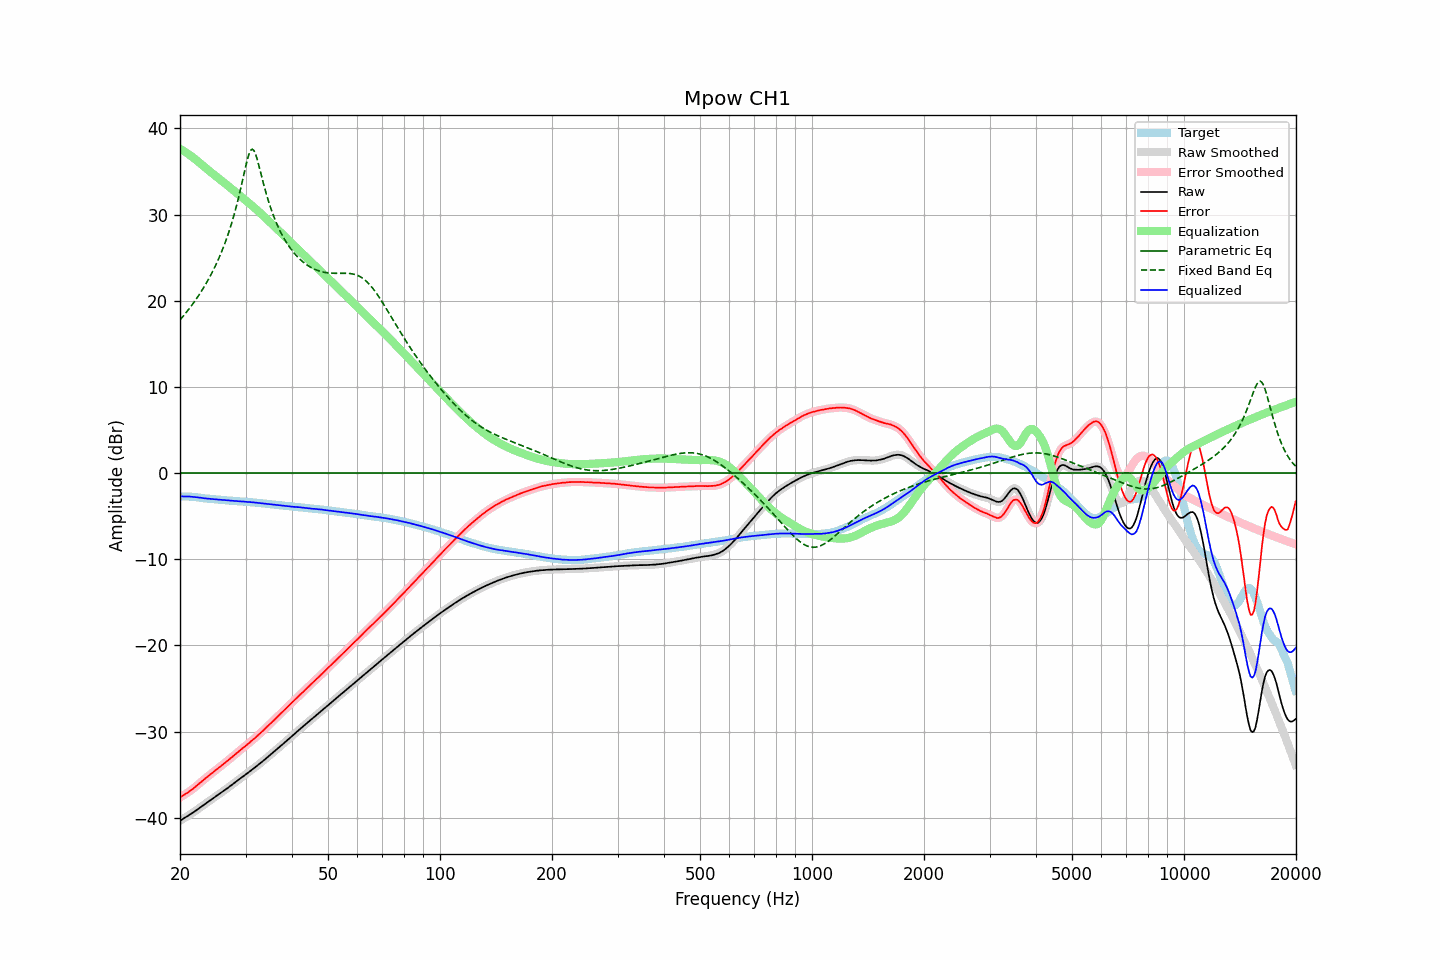 Mpow CH1
Target
Raw Smoothed
Error Smoothed
Raw
Error
Equalization
Parametric Eq
Fixed Band Eq
Equalized
Amplitude (dBr)
40
30
20
10
0
−10
−20
−30
−40
20 50 100 200 500 1000 2000 5000 10000 20000
Frequency (Hz)